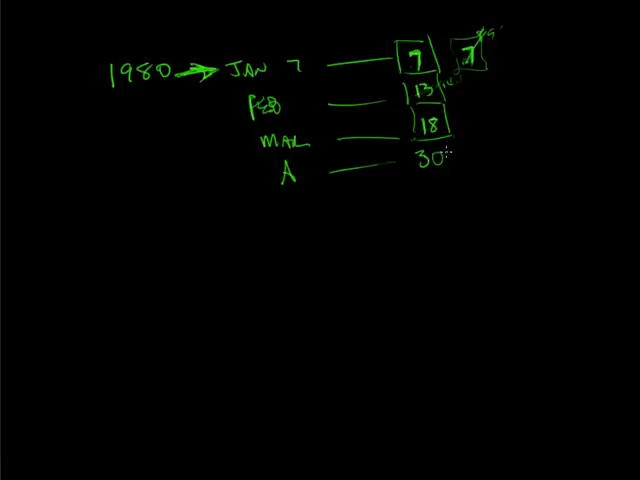 1980 → JAN 7 — 7 7
FEB — 13
MAR — 18
A — 30